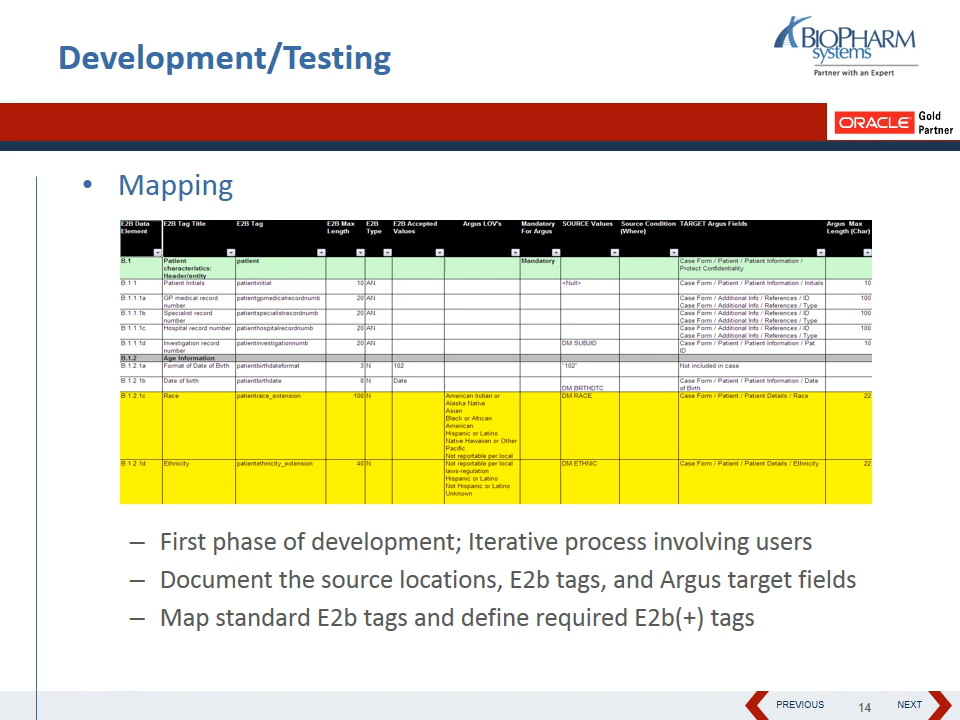 Development/Testing
BioPharm
systems
Partner with an Expert
ORACLE Gold
Partner
• Mapping
E2B Data Element E2B Tag Title E2B Tag E2B Max Length E2B Type E2B Accepted Values Argus LOV's Mandatory For Argus SOURCE Values Source Condition (Where) TARGET Argus Fields Argus Max Length (Char)
B.1 Patient characteristics: Header/entity patient Mandatory Case Form / Patient / Patient Information / Protect Confidentiality
B.1.1 Patient Initials patientinitial 10 AN <Null> Case Form / Patient / Patient Information / Initials 10
B.1.1.1a GP medical record number patientgpmedicalrecordnumb 20 AN Case Form / Additional Info / References / ID Case Form / Additional Info / References / Type 100
B.1.1.1b Specialist record number patientspecialistrecordnumb 20 AN Case Form / Additional Info / References / ID Case Form / Additional Info / References / Type 100
B.1.1.1c Hospital record number patienthospitalrecordnumb 20 AN Case Form / Additional Info / References / ID Case Form / Additional Info / References / Type 100
B.1.1.1d Investigation record number patientinvestigationnumb 20 AN DM.SUBJID Case Form / Patient / Patient Information / Pat. ID 10
B.1.2 Age Information
B.1.2.1a Format of Date of Birth patientbirthdateformat 3 N 102 "102" Not included in case
B.1.2.1b Date of birth patientbirthdate 8 N Date DM.BRTHDTC Case Form / Patient / Patient Information / Date of Birth
B.1.2.1c Race patientrace_extension 100 N American Indian or Alaska Native Asian Black or African American Hispanic or Latino Native Hawaiian or Other Pacific Not reportable per local DM.RACE Case Form / Patient / Patient Details / Race 22
B.1.2.1d Ethnicity patientethnicity_extension 40 N Not reportable per local laws-regulation Hispanic or Latino Not Hispanic or Latino Unknown DM.ETHNIC Case Form / Patient / Patient Details / Ethnicity 22
– First phase of development; Iterative process involving users
– Document the source locations, E2b tags, and Argus target fields
– Map standard E2b tags and define required E2b(+) tags
PREVIOUS 14 NEXT